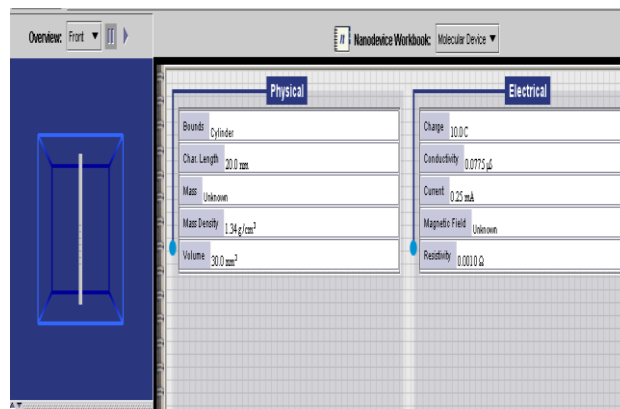 Overview: Front
n Nanodevice Workbook: Molecular Device
Physical
Bounds Cylinder
Char. Length 20.0 nm
Mass Unknown
Mass Density 1.34 g/cm³
Volume 30.0 nm³
Electrical
Charge 10.0 C
Conductivity 0.0775 µS
Current 0.25 mA
Magnetic Field Unknown
Resistivity 0.0010 Ω